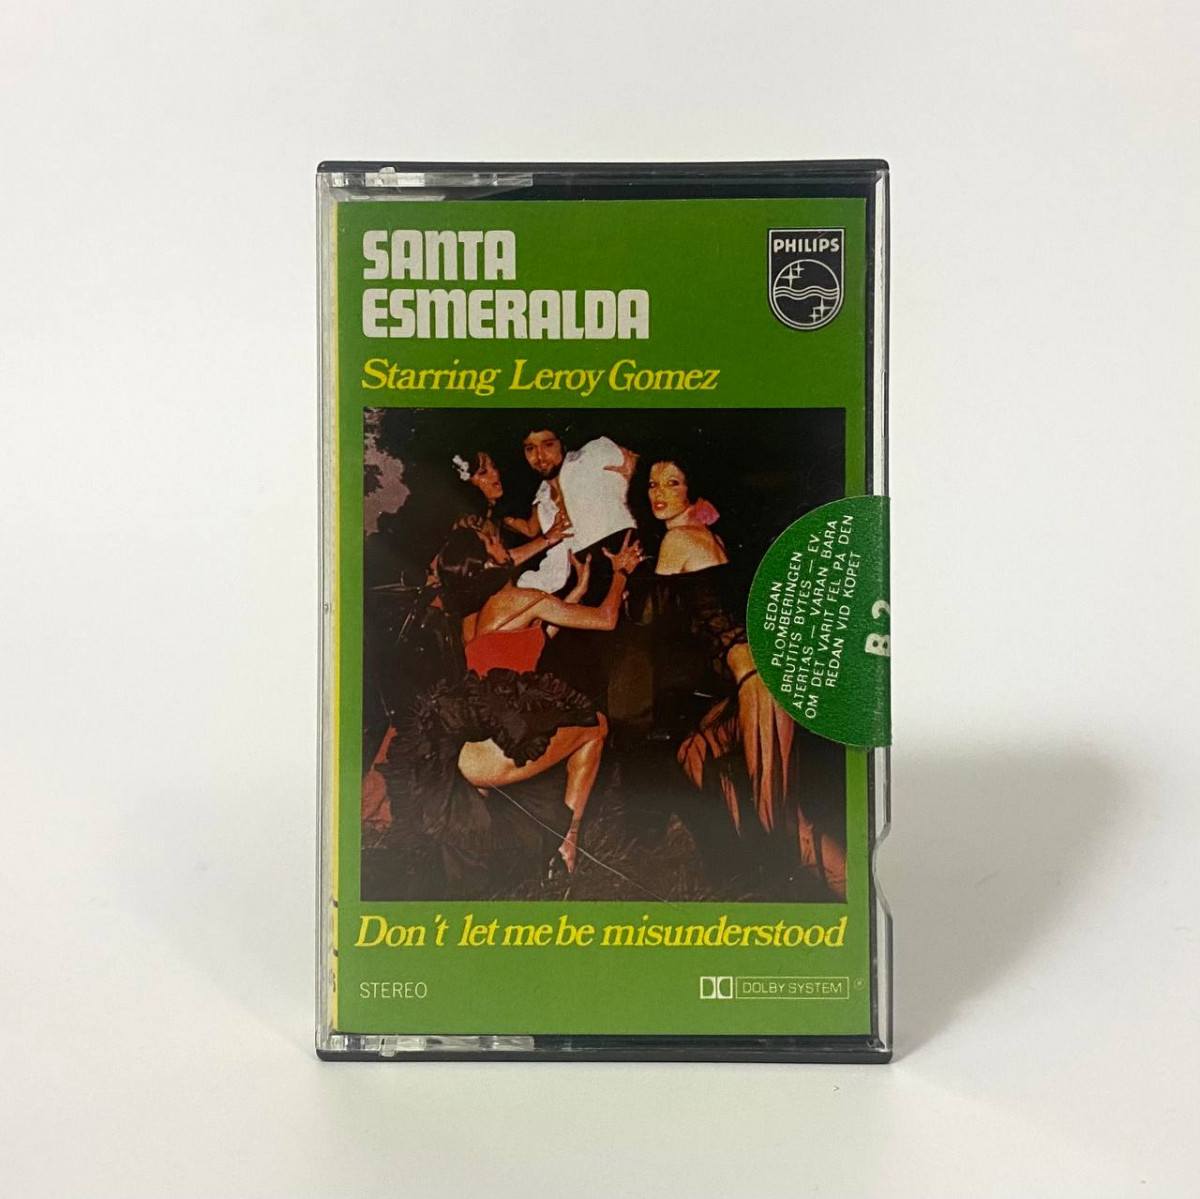 SANTA
ESMERALDA
PHILIPS
Starring Leroy Gomez
SEDAN
PLOMBERINGEN
BRUTITS BYTES — EV.
ÅTERTAS — VARAN BARA
OM DET VARIT FEL PÅ DEN
REDAN VID KÖPET
B 2
Don't let me be misunderstood
STEREO
DOLBY SYSTEM